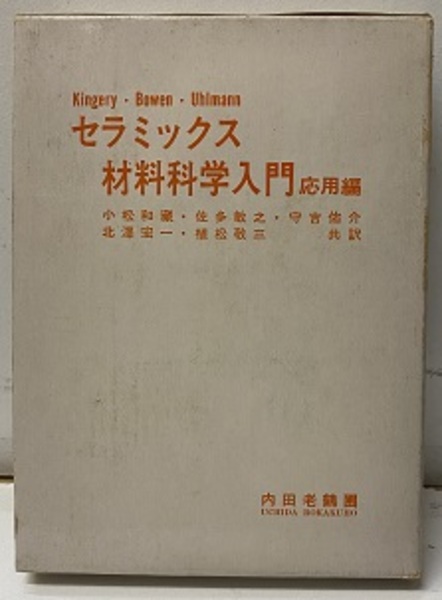 Kingery・Bowen・Uhlmann
セラミックス
材料科学入門 応用編
小松和藏・佐多敏之・守吉佑介
北澤宏一・植松敬三 共訳
内田老鶴圃
UCHIDA ROKAKUHO